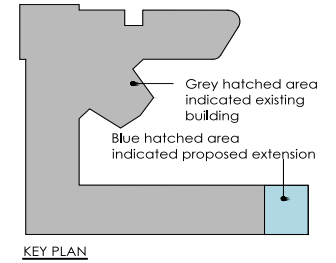 Grey hatched area
indicated existing
building
Blue hatched area
indicated proposed extension
KEY PLAN